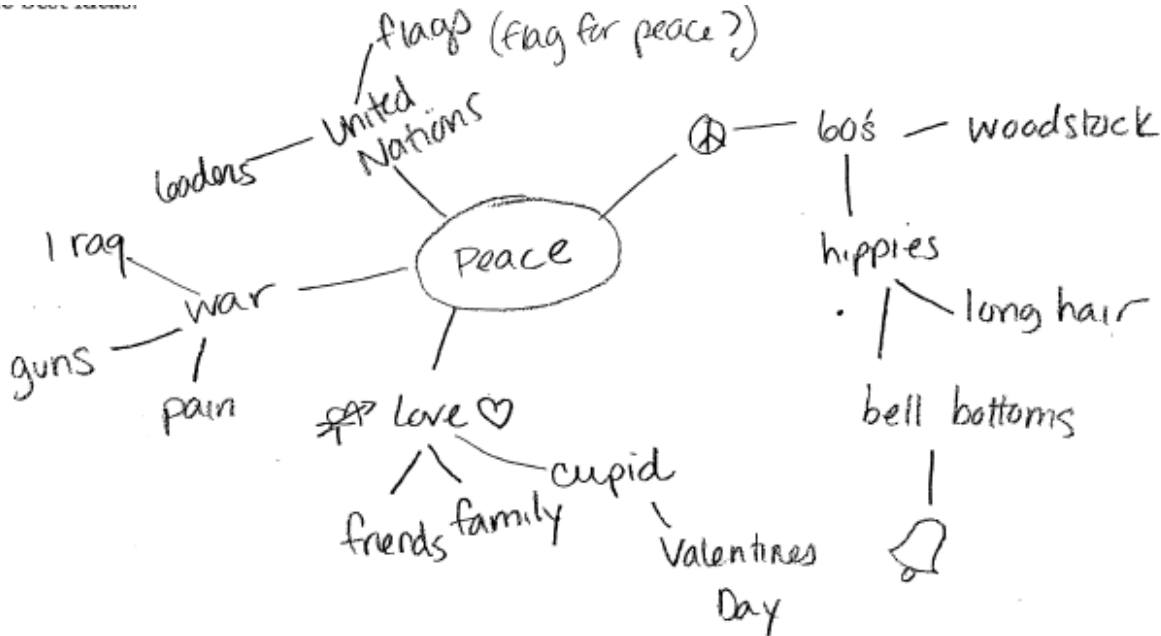 flags (flag for peace?)
United
Nations
leaders
60's
woodstock
Peace
hippies
Iraq
war
long hair
guns
pain
love
bell bottoms
cupid
friends
family
Valentines
Day